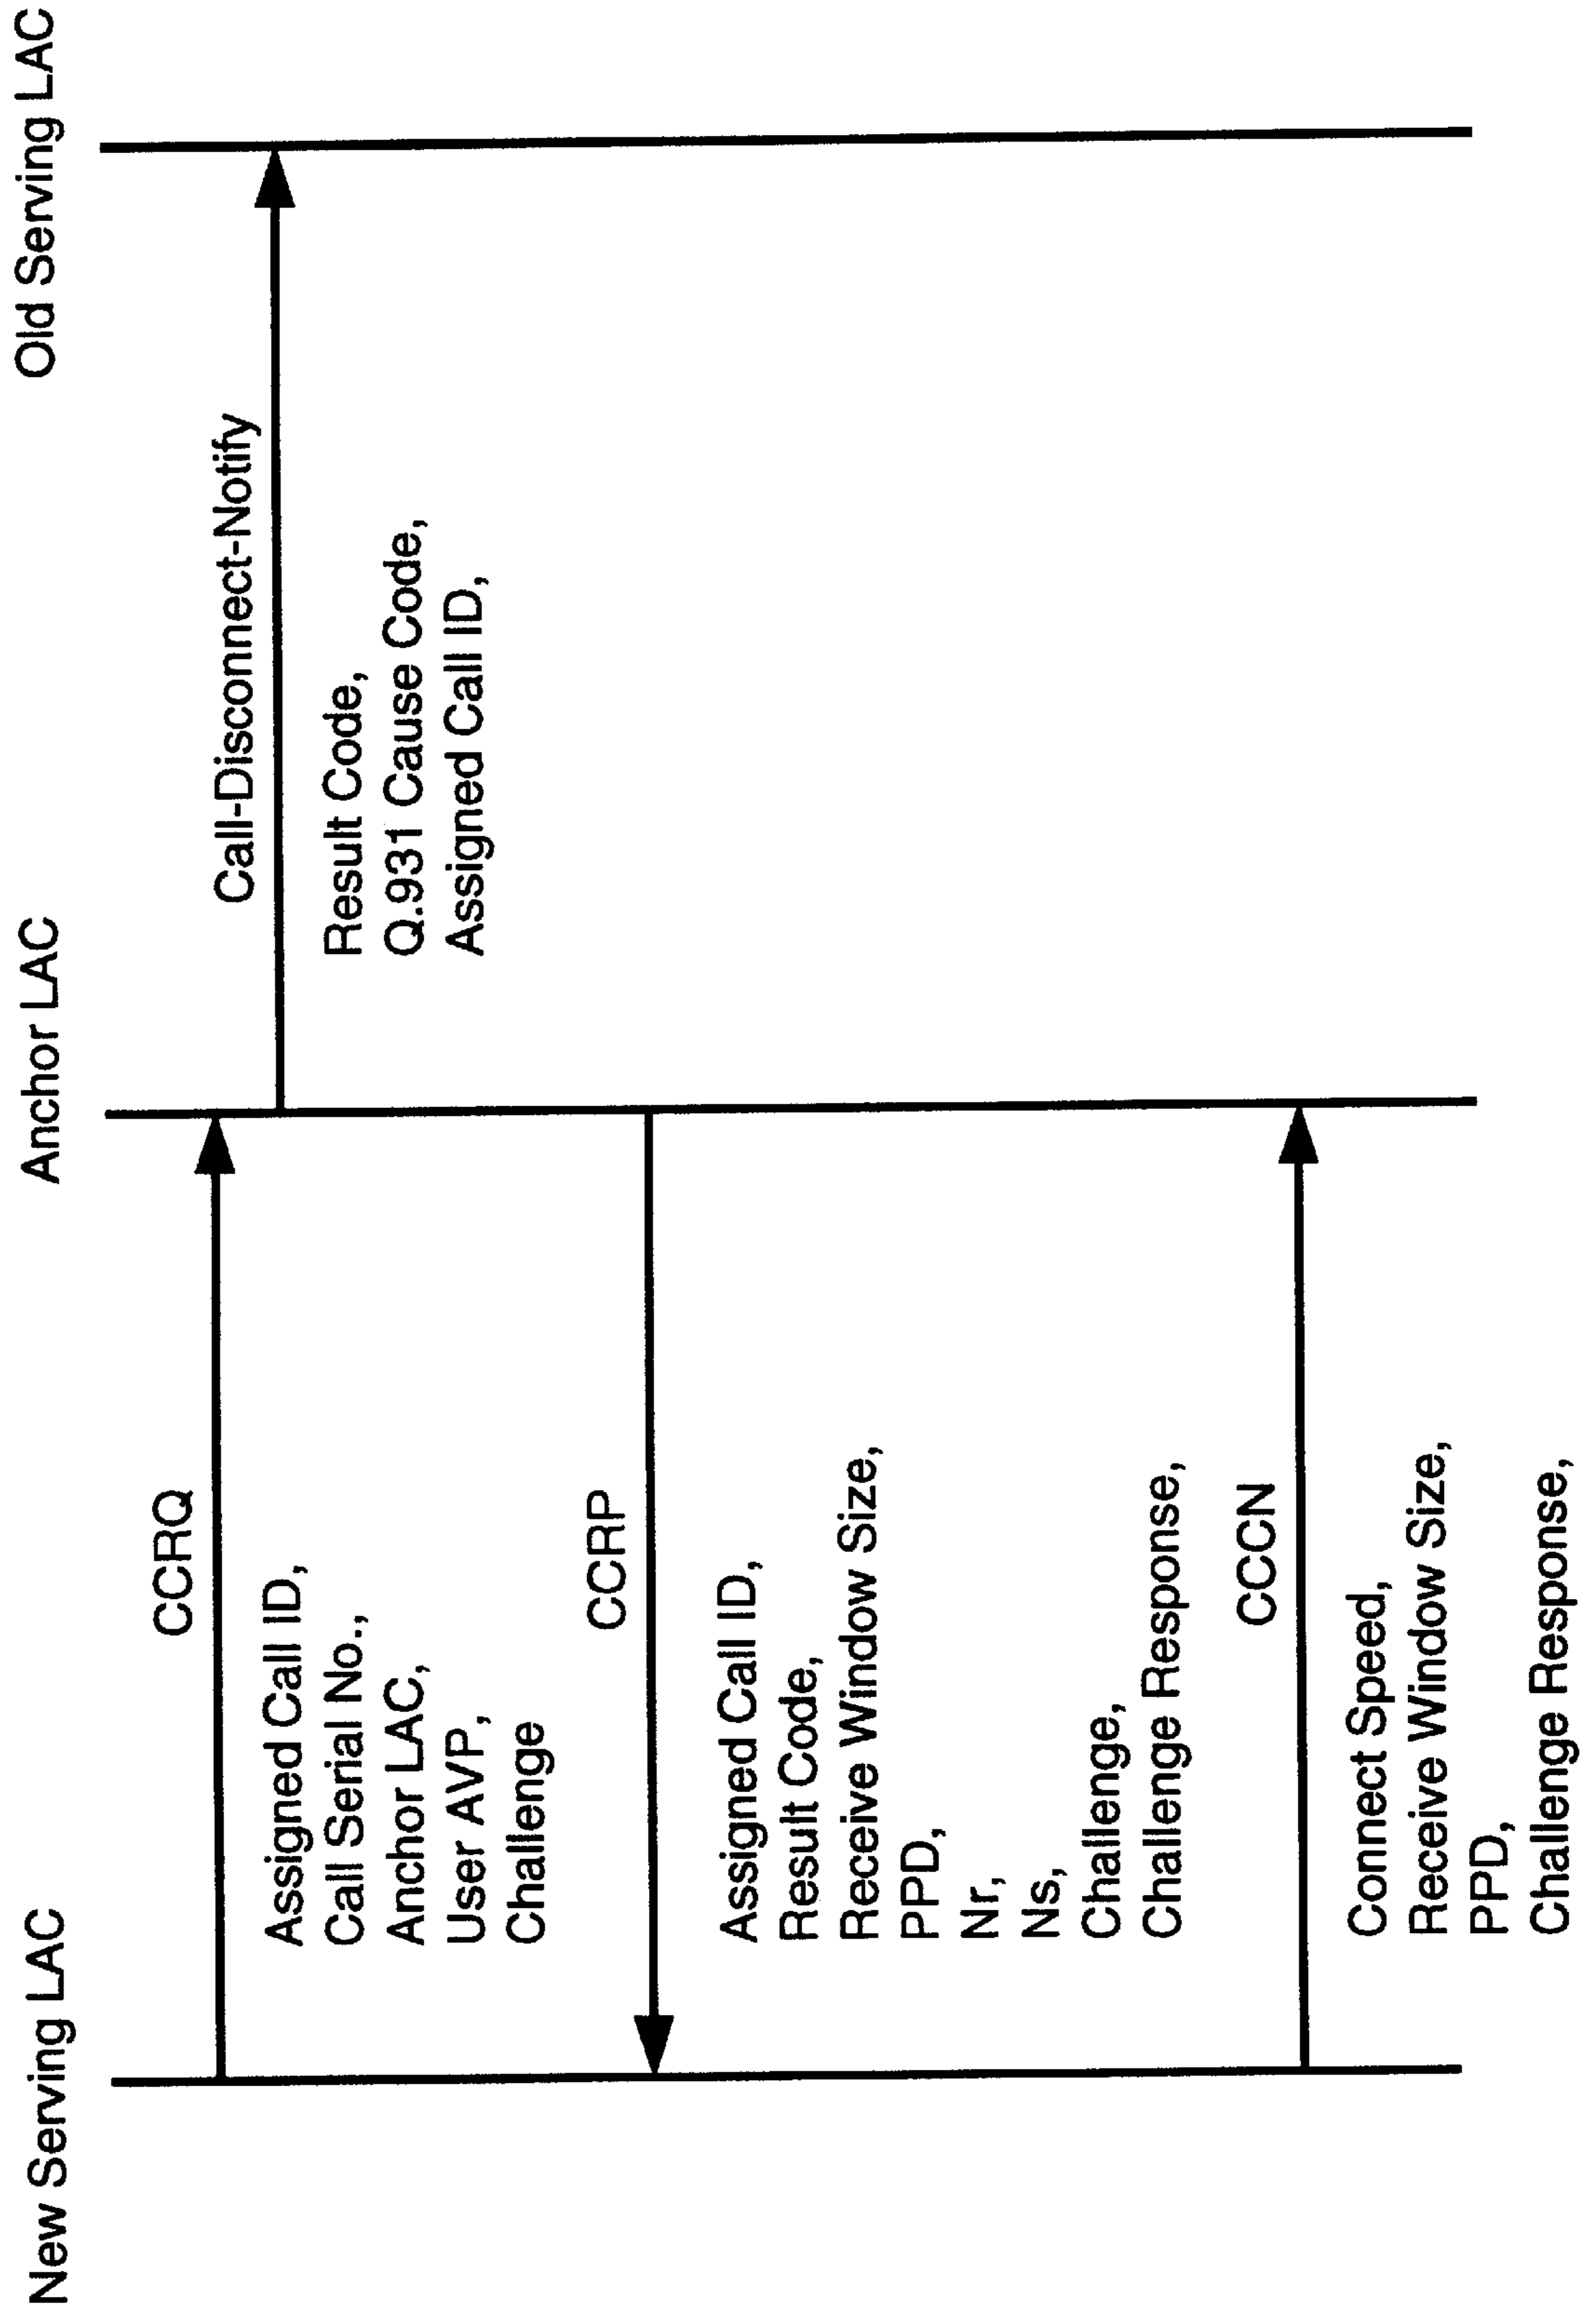 New Serving LAC
Anchor LAC
Old Serving LAC
CCRQ
Call-Disconnect-Notify
Assigned Call ID,
Call Serial No.,
Anchor LAC,
User AVP,
Challenge
Result Code,
Q.931 Cause Code,
Assigned Call ID,
CCRP
Assigned Call ID,
Result Code,
Receive Window Size,
PPD,
Nr,
Ns,
Challenge,
Challenge Response,
CCCN
Connect Speed,
Receive Window Size,
PPD,
Challenge Response,